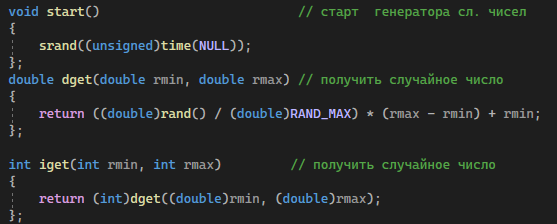 void start()                         // старт  генератора сл. чисел
{
    srand((unsigned)time(NULL));
};
double dget(double rmin, double rmax) // получить случайное число
{
    return ((double)rand() / (double)RAND_MAX) * (rmax - rmin) + rmin;
};

int iget(int rmin, int rmax)         // получить случайное число
{
    return (int)dget((double)rmin, (double)rmax);
};